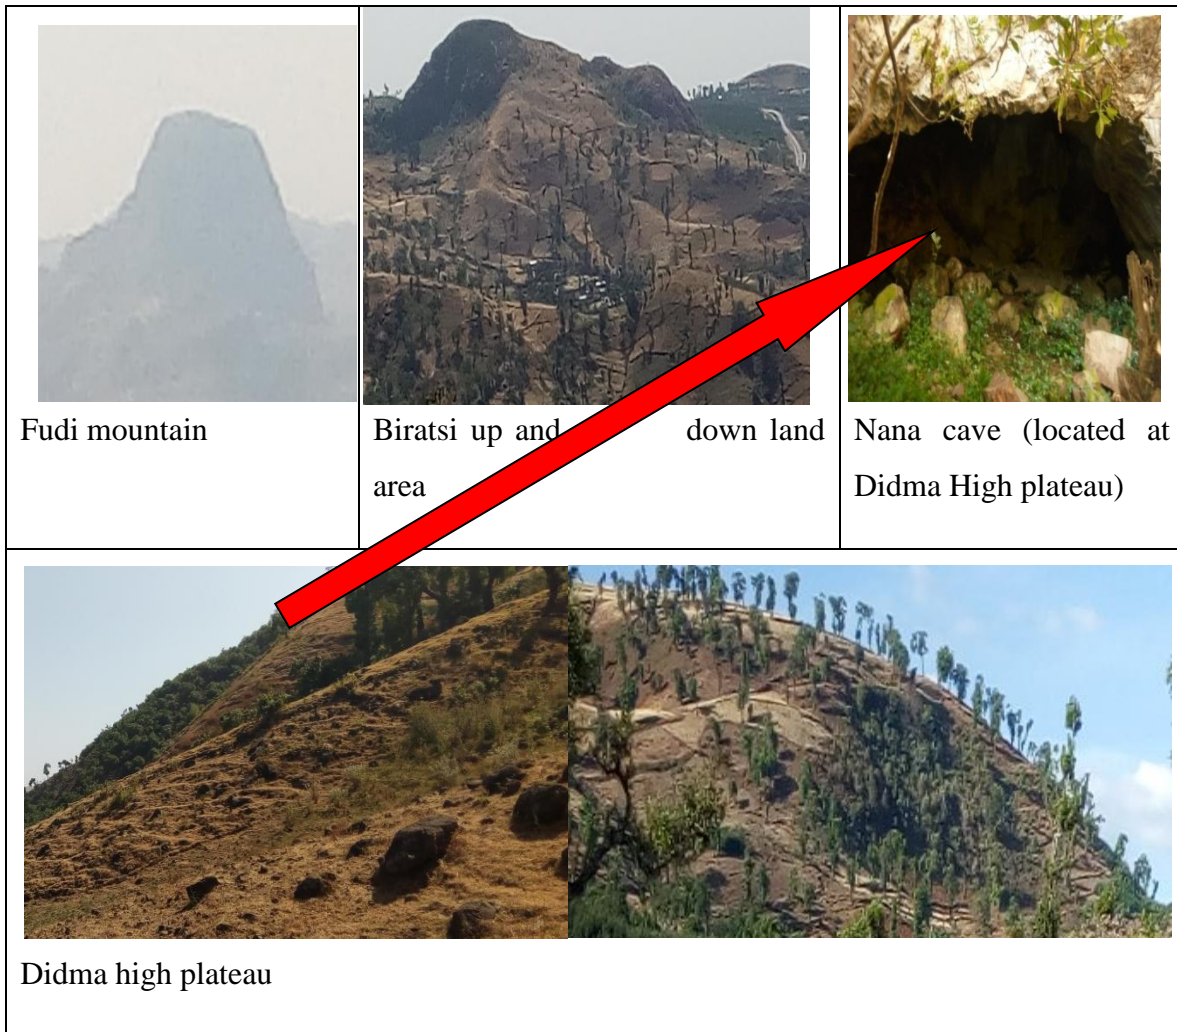 Fudi mountain
Biratsi up and down land
area
Nana cave (located at
Didma High plateau)
Didma high plateau